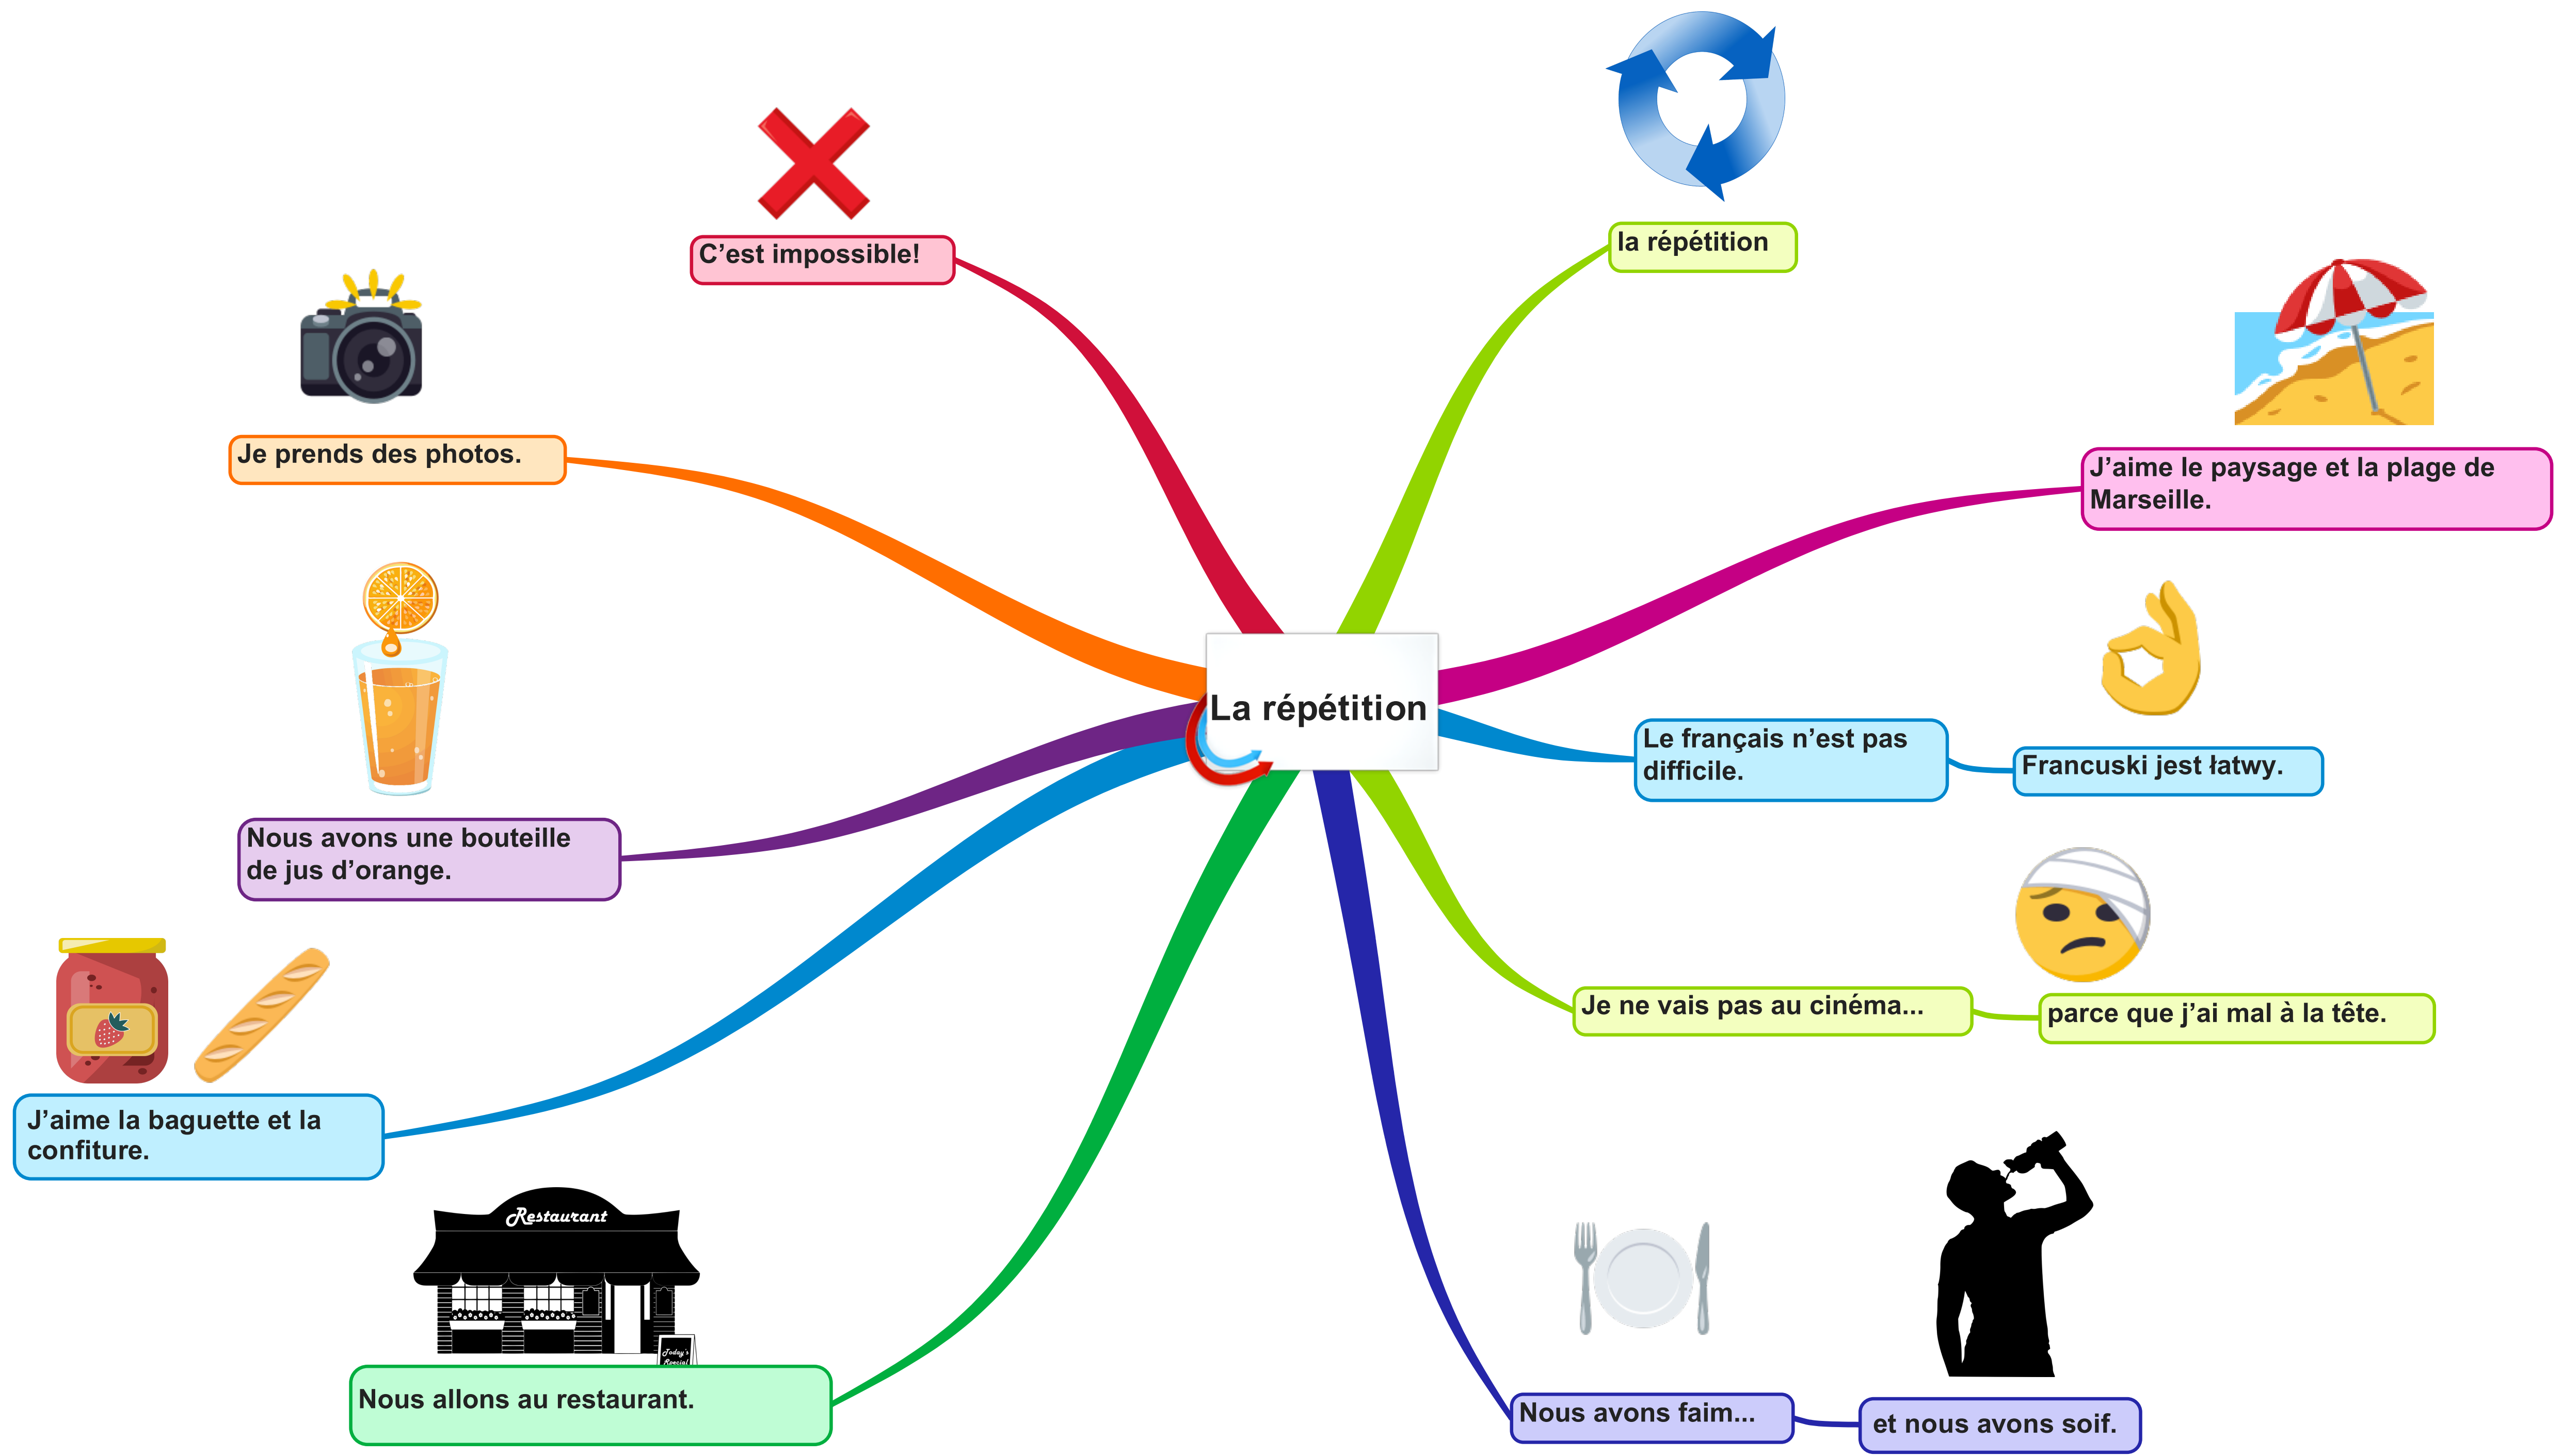 La répétition
la répétition
J’aime le paysage et la plage de
Marseille.
Le français n’est pas
difficile.
Francuski jest łatwy.
Je ne vais pas au cinéma...
parce que j’ai mal à la tête.
Nous avons faim...
et nous avons soif.
Restaurant
Today's
Special
Nous allons au restaurant.
J’aime la baguette et la
confiture.
Nous avons une bouteille
de jus d’orange.
Je prends des photos.
C’est impossible!